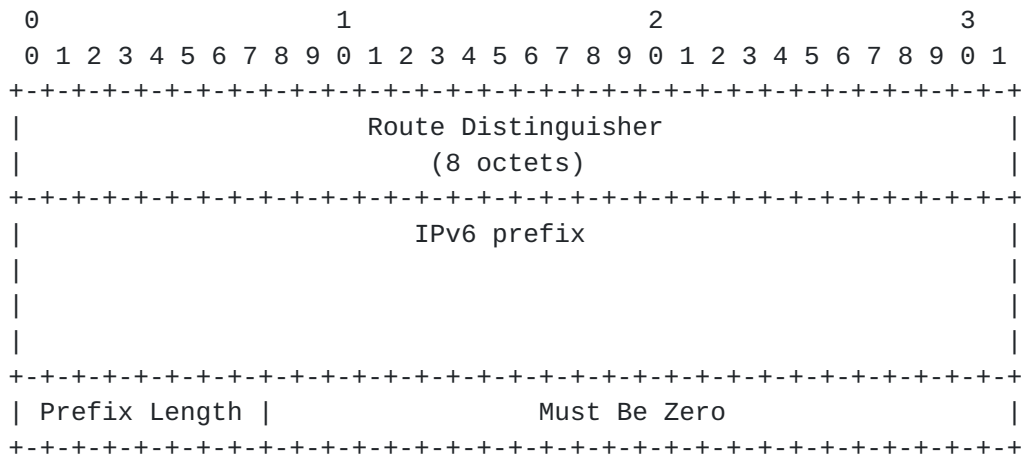 0                   1                   2                   3
 0 1 2 3 4 5 6 7 8 9 0 1 2 3 4 5 6 7 8 9 0 1 2 3 4 5 6 7 8 9 0 1
+-+-+-+-+-+-+-+-+-+-+-+-+-+-+-+-+-+-+-+-+-+-+-+-+-+-+-+-+-+-+-+-+
|                      Route Distinguisher                      |
|                          (8 octets)                           |
+-+-+-+-+-+-+-+-+-+-+-+-+-+-+-+-+-+-+-+-+-+-+-+-+-+-+-+-+-+-+-+-+
|                         IPv6 prefix                           |
|                                                               |
|                                                               |
|                                                               |
+-+-+-+-+-+-+-+-+-+-+-+-+-+-+-+-+-+-+-+-+-+-+-+-+-+-+-+-+-+-+-+-+
| Prefix Length |                 Must Be Zero                  |
+-+-+-+-+-+-+-+-+-+-+-+-+-+-+-+-+-+-+-+-+-+-+-+-+-+-+-+-+-+-+-+-+